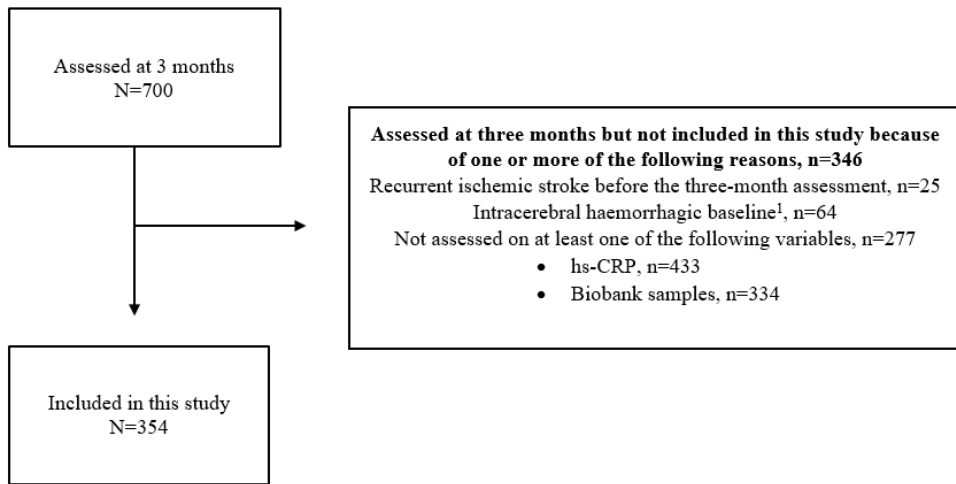 Assessed at 3 months
N=700
Assessed at three months but not included in this study because
of one or more of the following reasons, n=346
Recurrent ischemic stroke before the three-month assessment, n=25
Intracerebral haemorrhagic baseline¹, n=64
Not assessed on at least one of the following variables, n=277
• hs-CRP, n=433
• Biobank samples, n=334
Included in this study
N=354